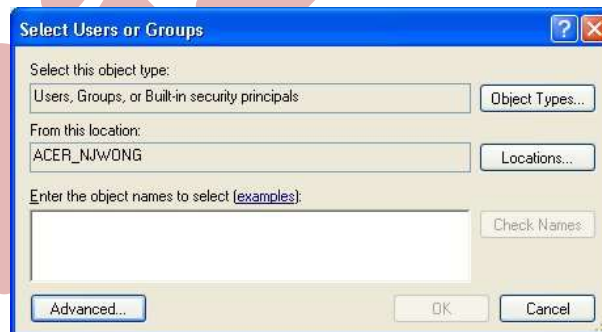 Select Users or Groups
Select this object type:
Users, Groups, or Built-in security principals
Object Types...
From this location:
ACER_NJWONG
Locations...
Enter the object names to select (examples):
Check Names
Advanced...
OK
Cancel